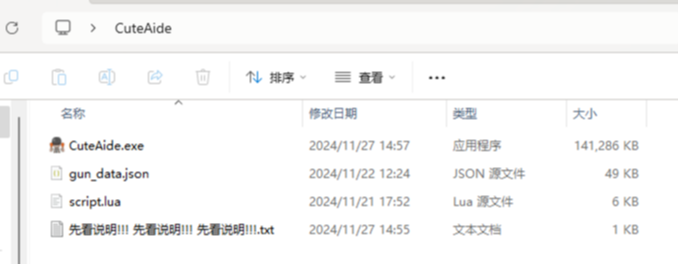 CuteAide
排序 查看
名称 修改日期 类型 大小
CuteAide.exe 2024/11/27 14:57 应用程序 141,286 KB
gun_data.json 2024/11/22 12:24 JSON 源文件 49 KB
script.lua 2024/11/21 17:52 Lua 源文件 6 KB
先看说明!!! 先看说明!!! 先看说明!!!.txt 2024/11/27 14:55 文本文档 1 KB